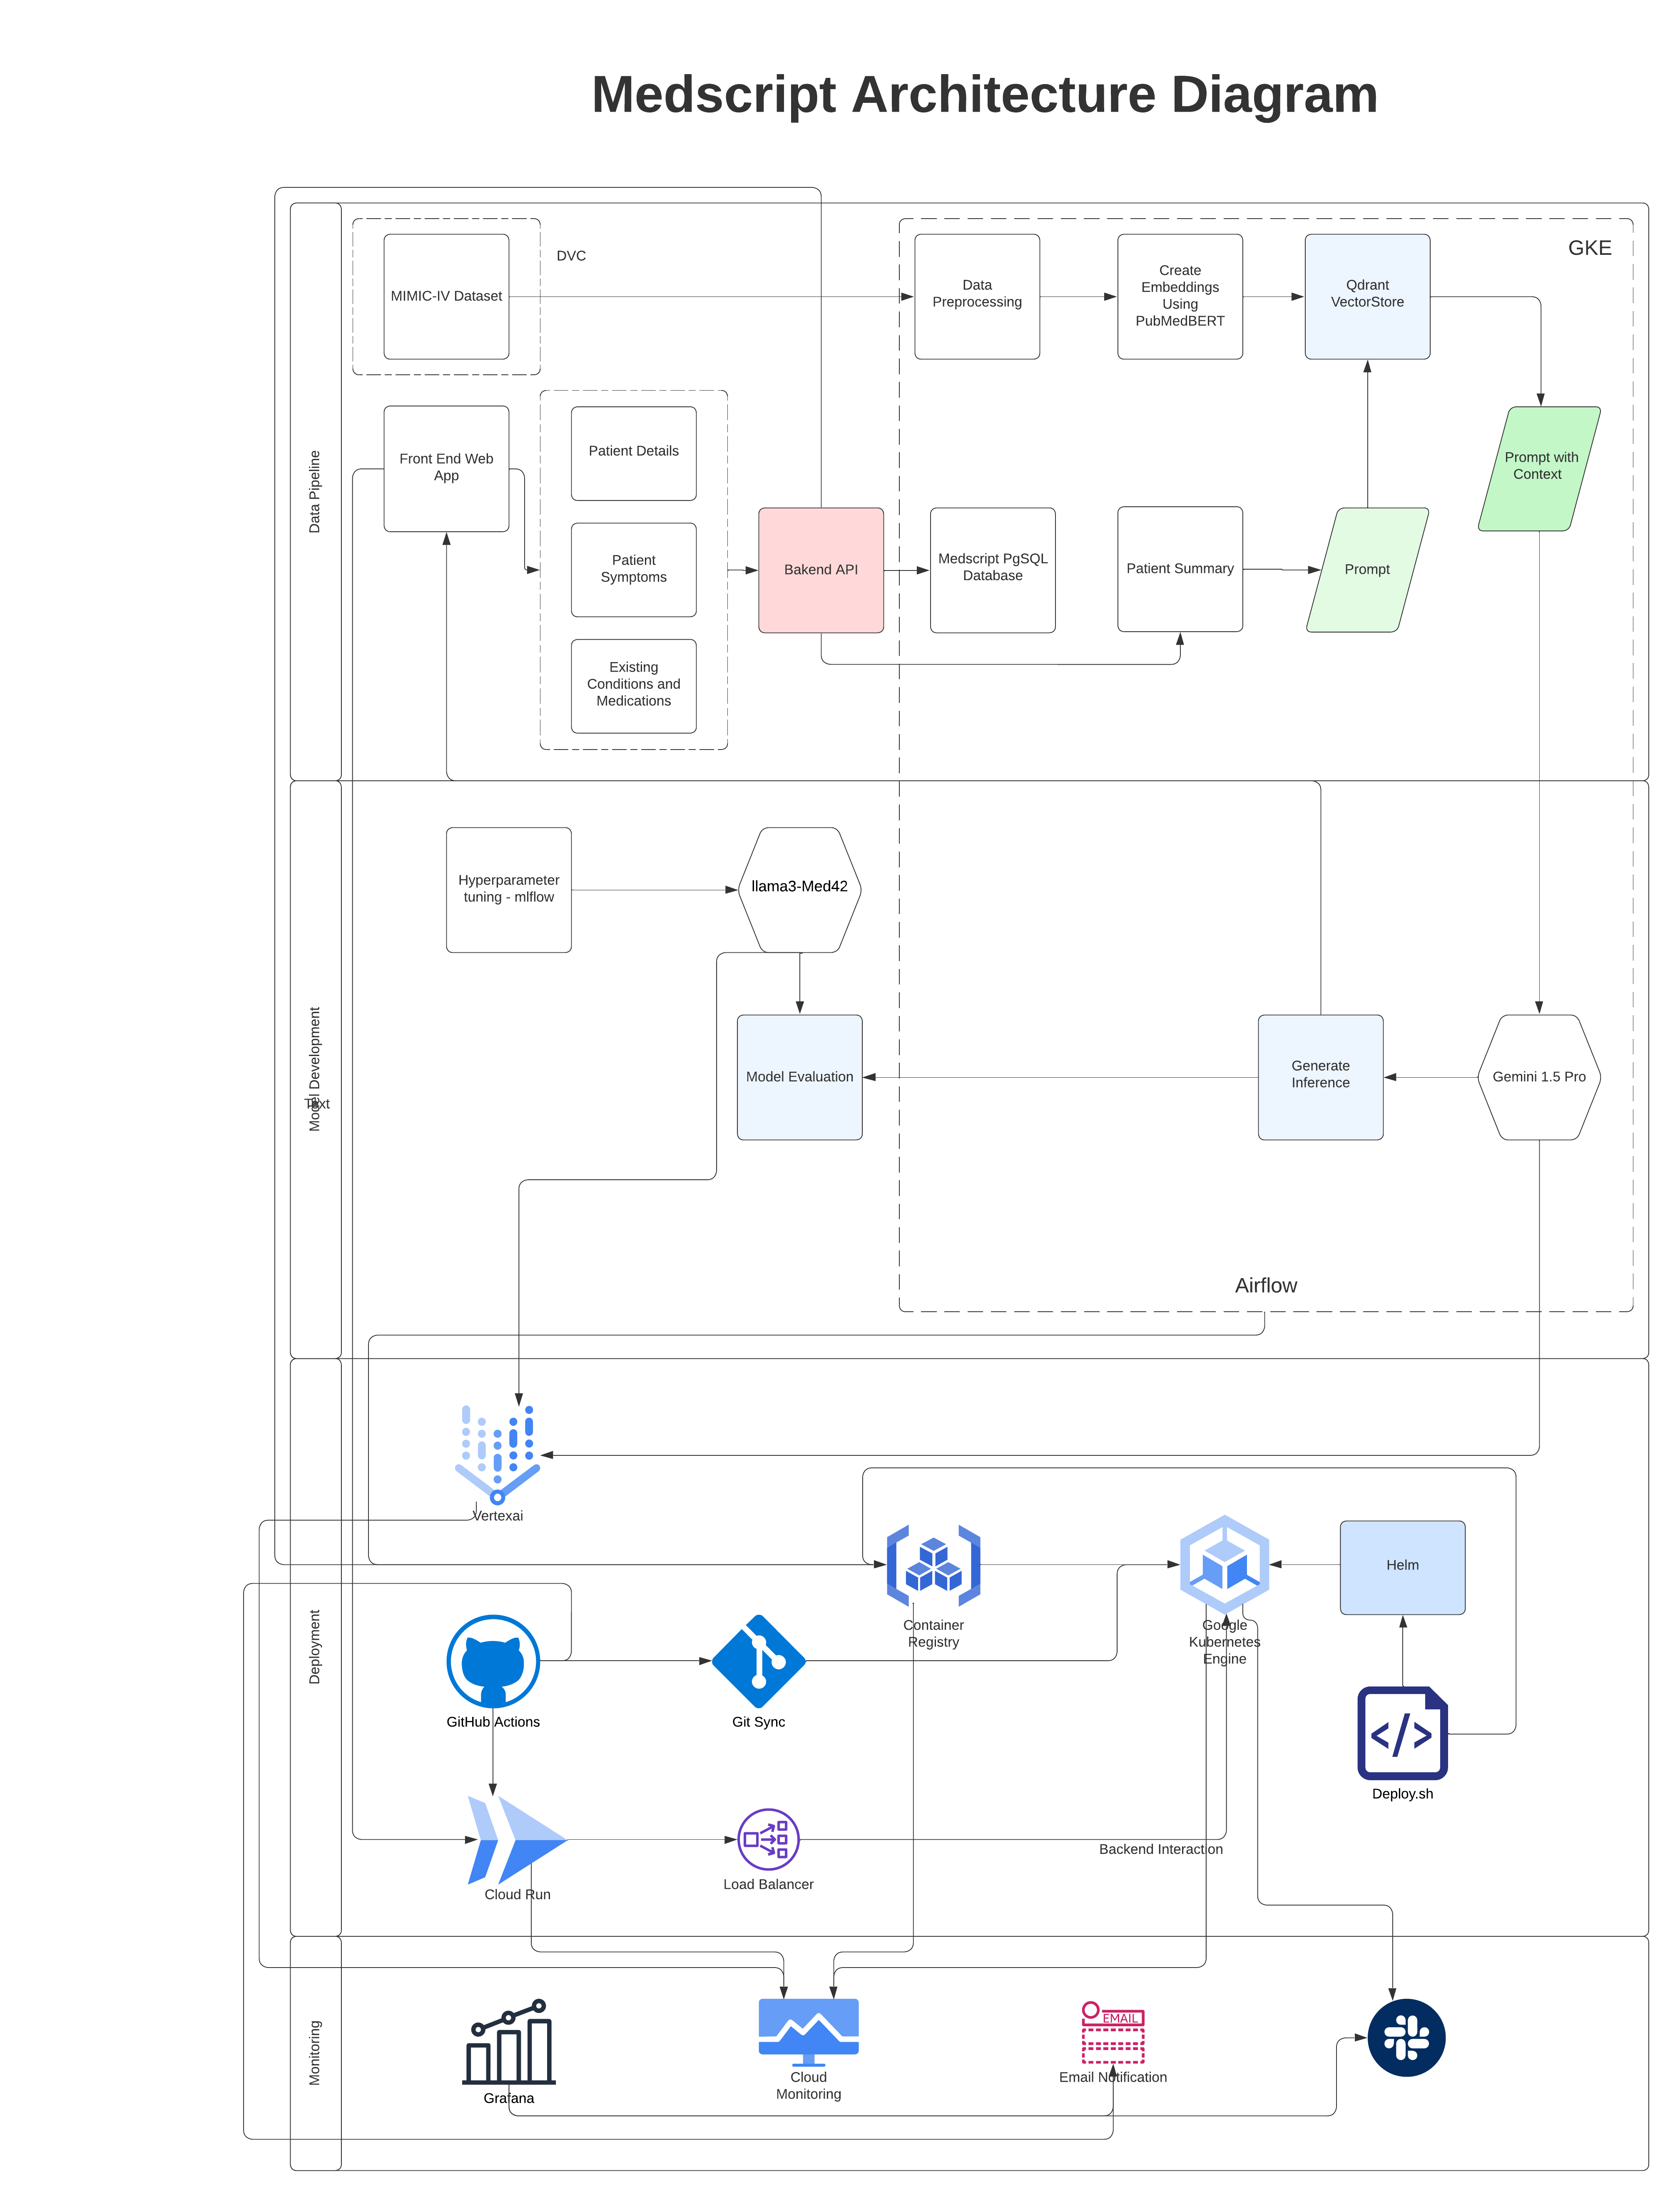 Medscript Architecture Diagram
DVC
GKE
MIMIC-IV Dataset
Data
Preprocessing
Create
Embeddings
Using
PubMedBERT
Qdrant
VectorStore
Data Pipeline
Front End Web
App
Patient Details
Prompt with
Context
Patient
Symptoms
Bakend API
Medscript PgSQL
Database
Patient Summary
Prompt
Existing
Conditions and
Medications
Model Development
Text
Hyperparameter
tuning - mlflow
llama3-Med42
Model Evaluation
Generate
Inference
Gemini 1.5 Pro
Airflow
Deployment
Vertexai
Container
Registry
Google
Kubernetes
Engine
Helm
GitHub Actions
Git Sync
</>
Deploy.sh
Cloud Run
Load Balancer
Backend Interaction
Monitoring
Grafana
Cloud
Monitoring
EMAIL
Email Notification